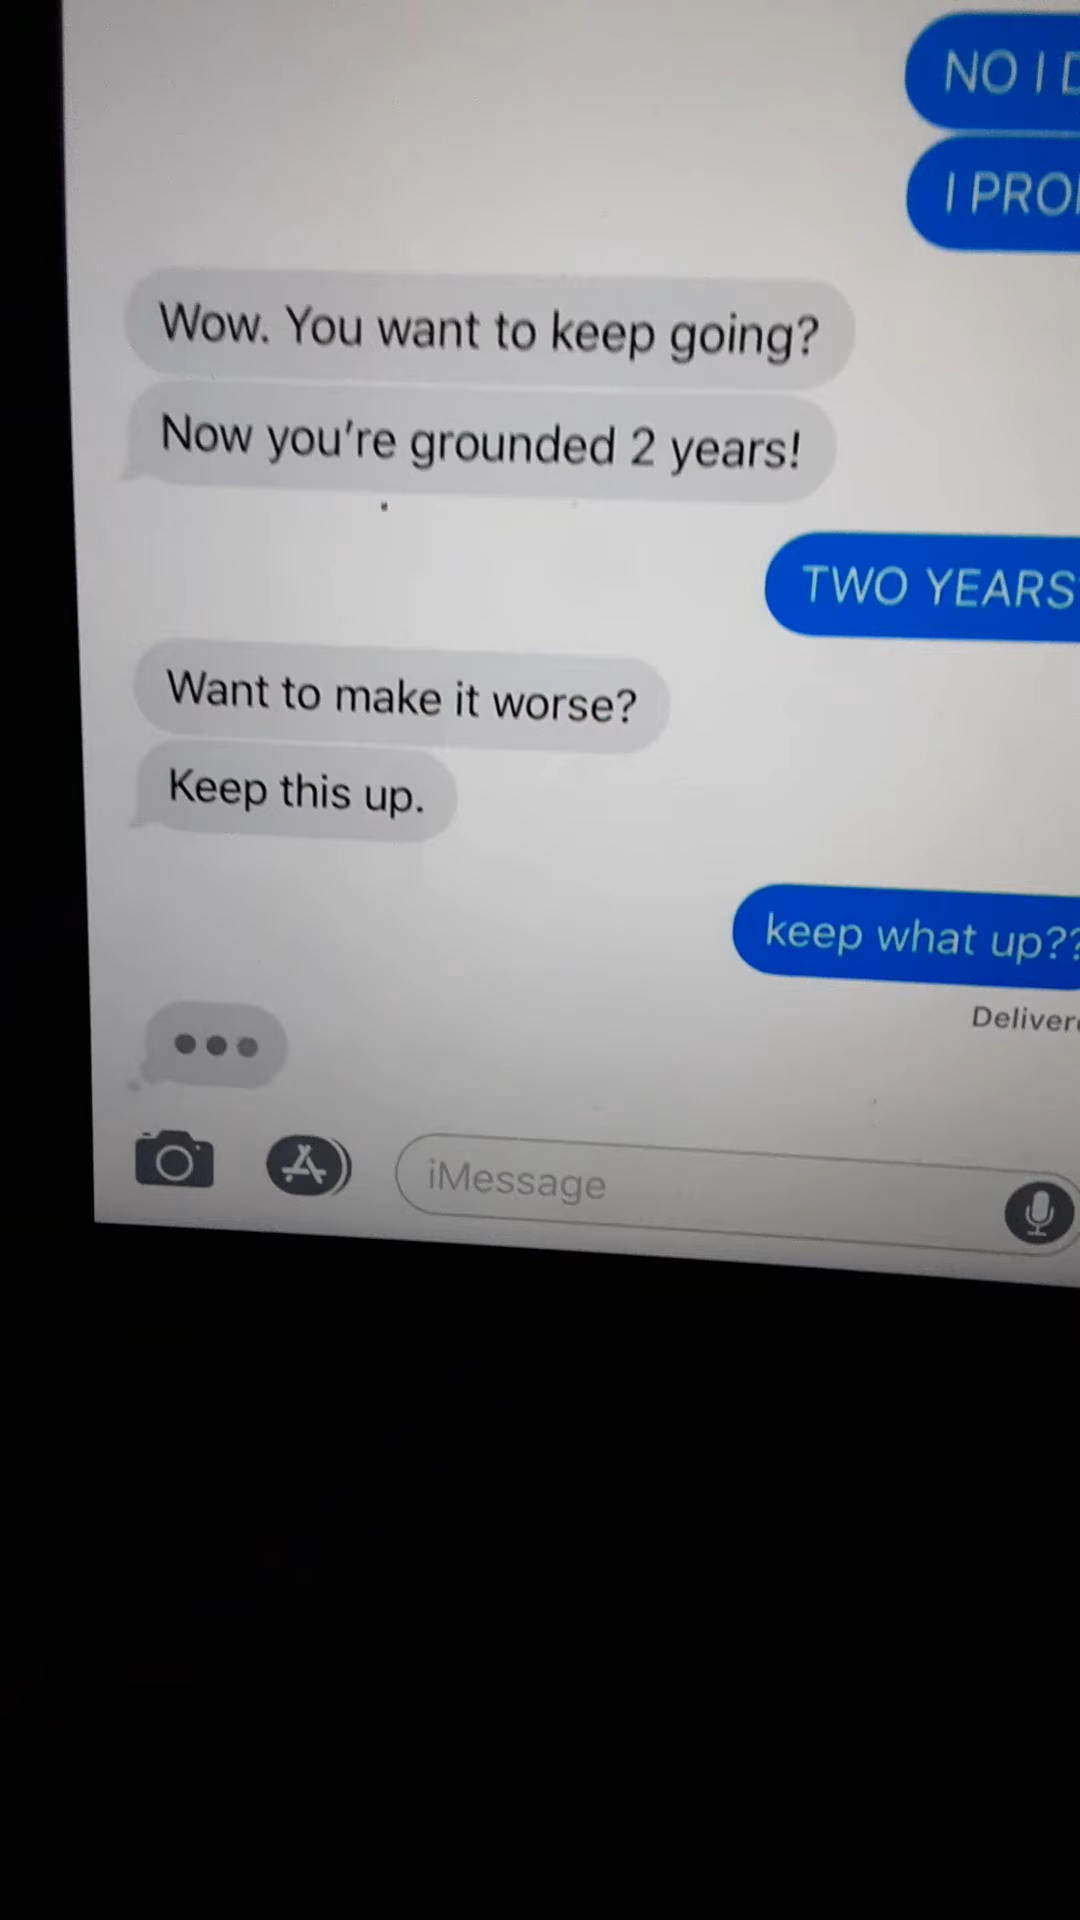 NO I
I
Wow. You want to keep going?
Now you're grounded 2 years!
TWO YEARS
Want to make it worse?
Keep this up.
keep what up??
iMessage